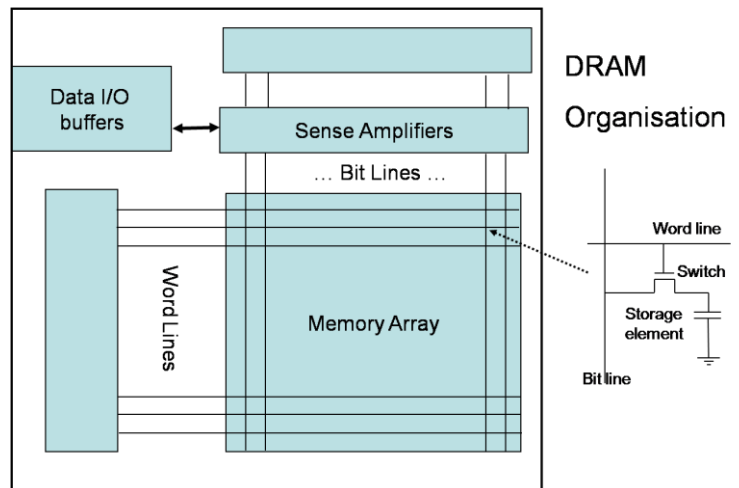 DRAM
Organisation
Data I/O
buffers
Sense Amplifiers
... Bit Lines ...
Word Lines
Memory Array
Word line
Switch
Storage
element
Bit line